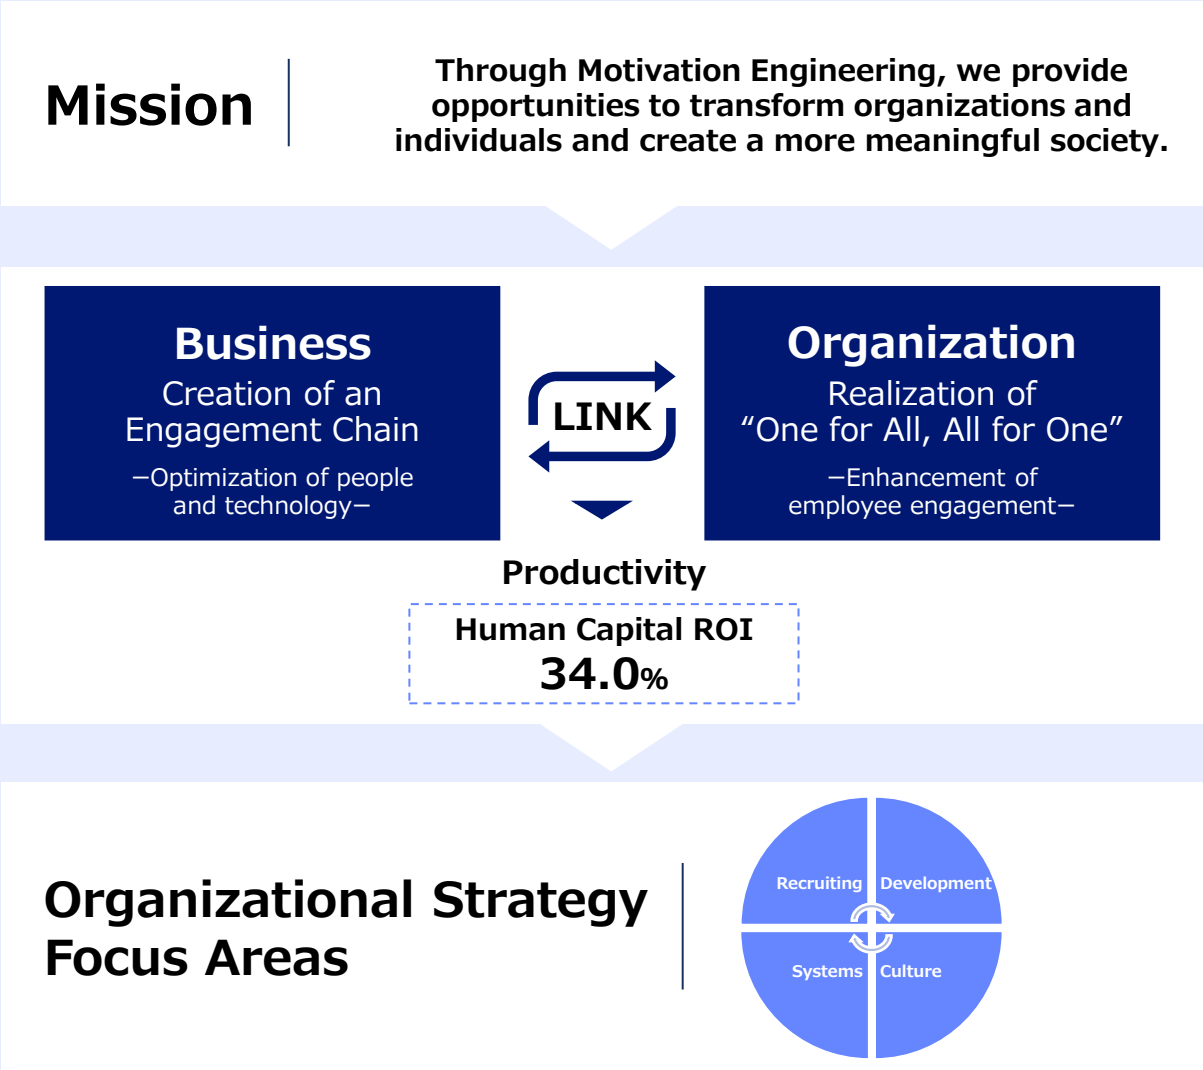 Mission
Through Motivation Engineering, we provide
opportunities to transform organizations and
individuals and create a more meaningful society.
Business
Creation of an
Engagement Chain
−Optimization of people
and technology−
LINK
Organization
Realization of
“One for All, All for One”
−Enhancement of
employee engagement−
Productivity
Human Capital ROI
34.0%
Organizational Strategy
Focus Areas
Recruiting
Development
Systems
Culture